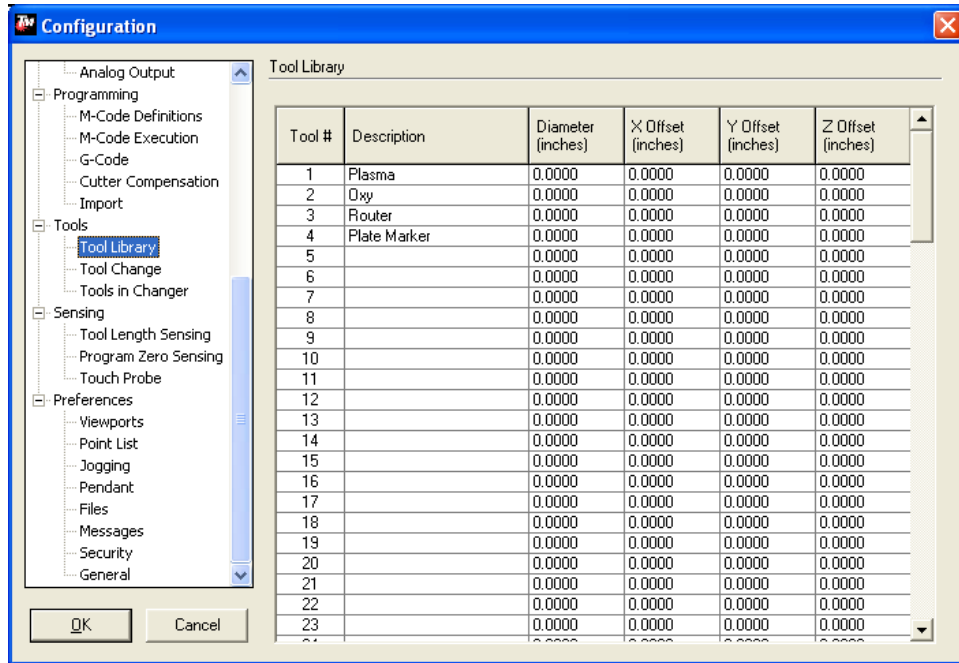 Configuration
Analog Output
Programming
M-Code Definitions
M-Code Execution
G-Code
Cutter Compensation
Import
Tools
Tool Library
Tool Change
Tools in Changer
Sensing
Tool Length Sensing
Program Zero Sensing
Touch Probe
Preferences
Viewports
Point List
Jogging
Pendant
Files
Messages
Security
General
OK Cancel
Tool Library
Tool # Description Diameter (inches) X Offset (inches) Y Offset (inches) Z Offset (inches)
1 Plasma 0.0000 0.0000 0.0000 0.0000
2 Oxy 0.0000 0.0000 0.0000 0.0000
3 Router 0.0000 0.0000 0.0000 0.0000
4 Plate Marker 0.0000 0.0000 0.0000 0.0000
5 0.0000 0.0000 0.0000 0.0000
6 0.0000 0.0000 0.0000 0.0000
7 0.0000 0.0000 0.0000 0.0000
8 0.0000 0.0000 0.0000 0.0000
9 0.0000 0.0000 0.0000 0.0000
10 0.0000 0.0000 0.0000 0.0000
11 0.0000 0.0000 0.0000 0.0000
12 0.0000 0.0000 0.0000 0.0000
13 0.0000 0.0000 0.0000 0.0000
14 0.0000 0.0000 0.0000 0.0000
15 0.0000 0.0000 0.0000 0.0000
16 0.0000 0.0000 0.0000 0.0000
17 0.0000 0.0000 0.0000 0.0000
18 0.0000 0.0000 0.0000 0.0000
19 0.0000 0.0000 0.0000 0.0000
20 0.0000 0.0000 0.0000 0.0000
21 0.0000 0.0000 0.0000 0.0000
22 0.0000 0.0000 0.0000 0.0000
23 0.0000 0.0000 0.0000 0.0000